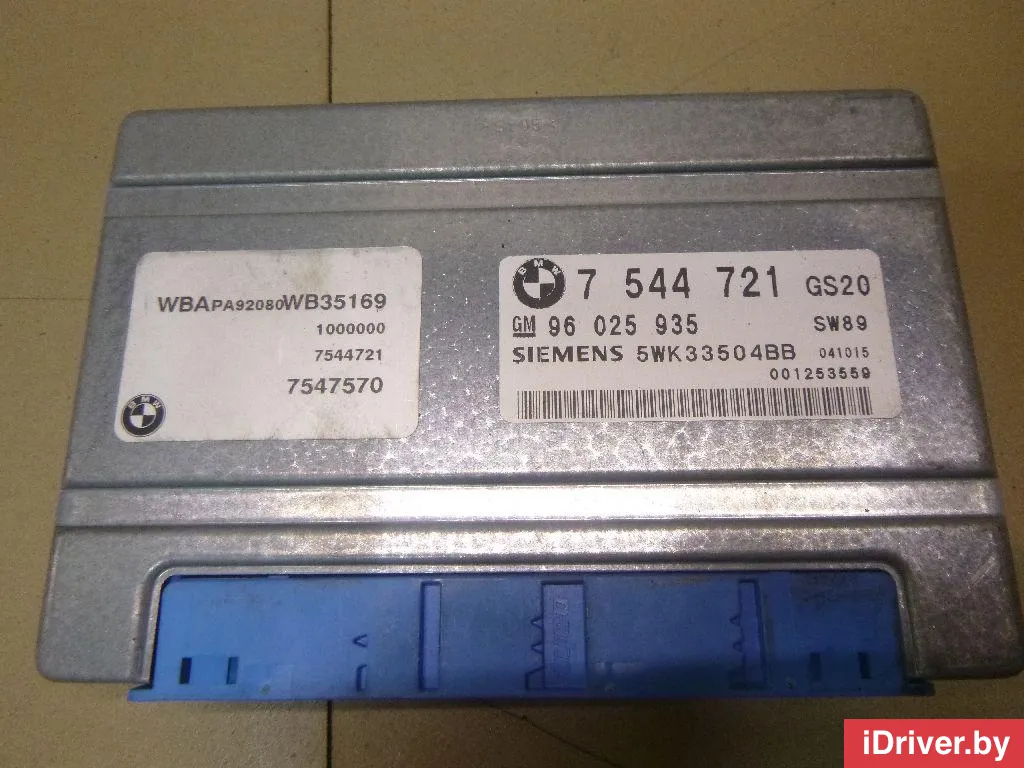 WBAPA92080WB35169
1000000
7544721
7547570
BMW
BMW 7 544 721 GS20
GM 96 025 935 SW89
SIEMENS 5WK33504BB 041015
001253559
iDriver.by